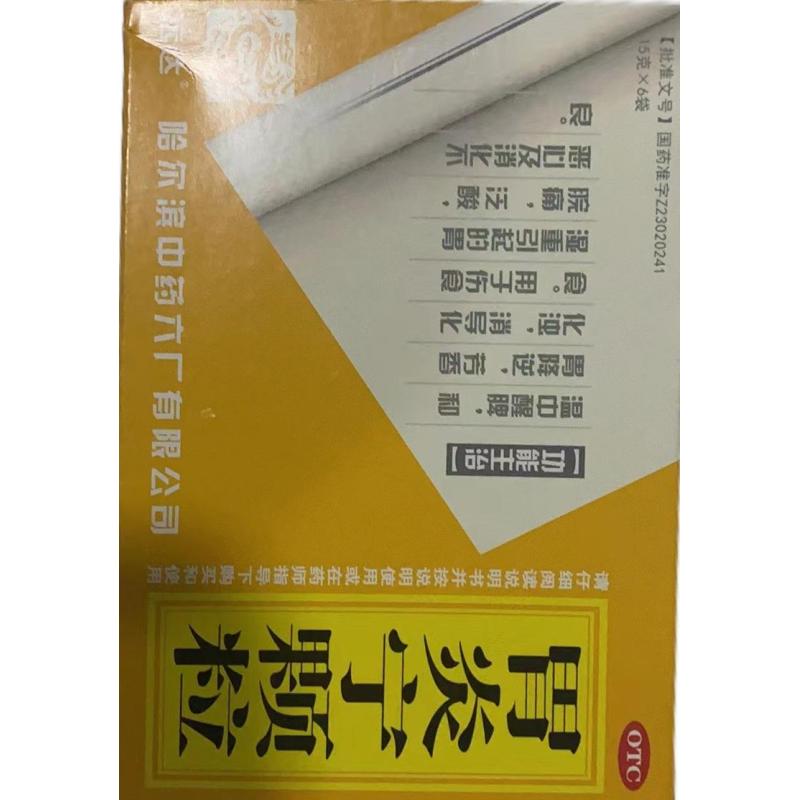 胃炎宁颗粒
OTC
请仔细阅读说明书并按说明使用或在药师指导下购买和使用
【功能主治】
温中醒脾，和
胃降逆，芳香
化浊，消导化
食。用于伤食
湿重引起的胃
脘痛，泛酸，
恶心及消化不
良。
【批准文号】国药准字Z23020241
15克×6袋
哈尔滨中药六厂有限公司